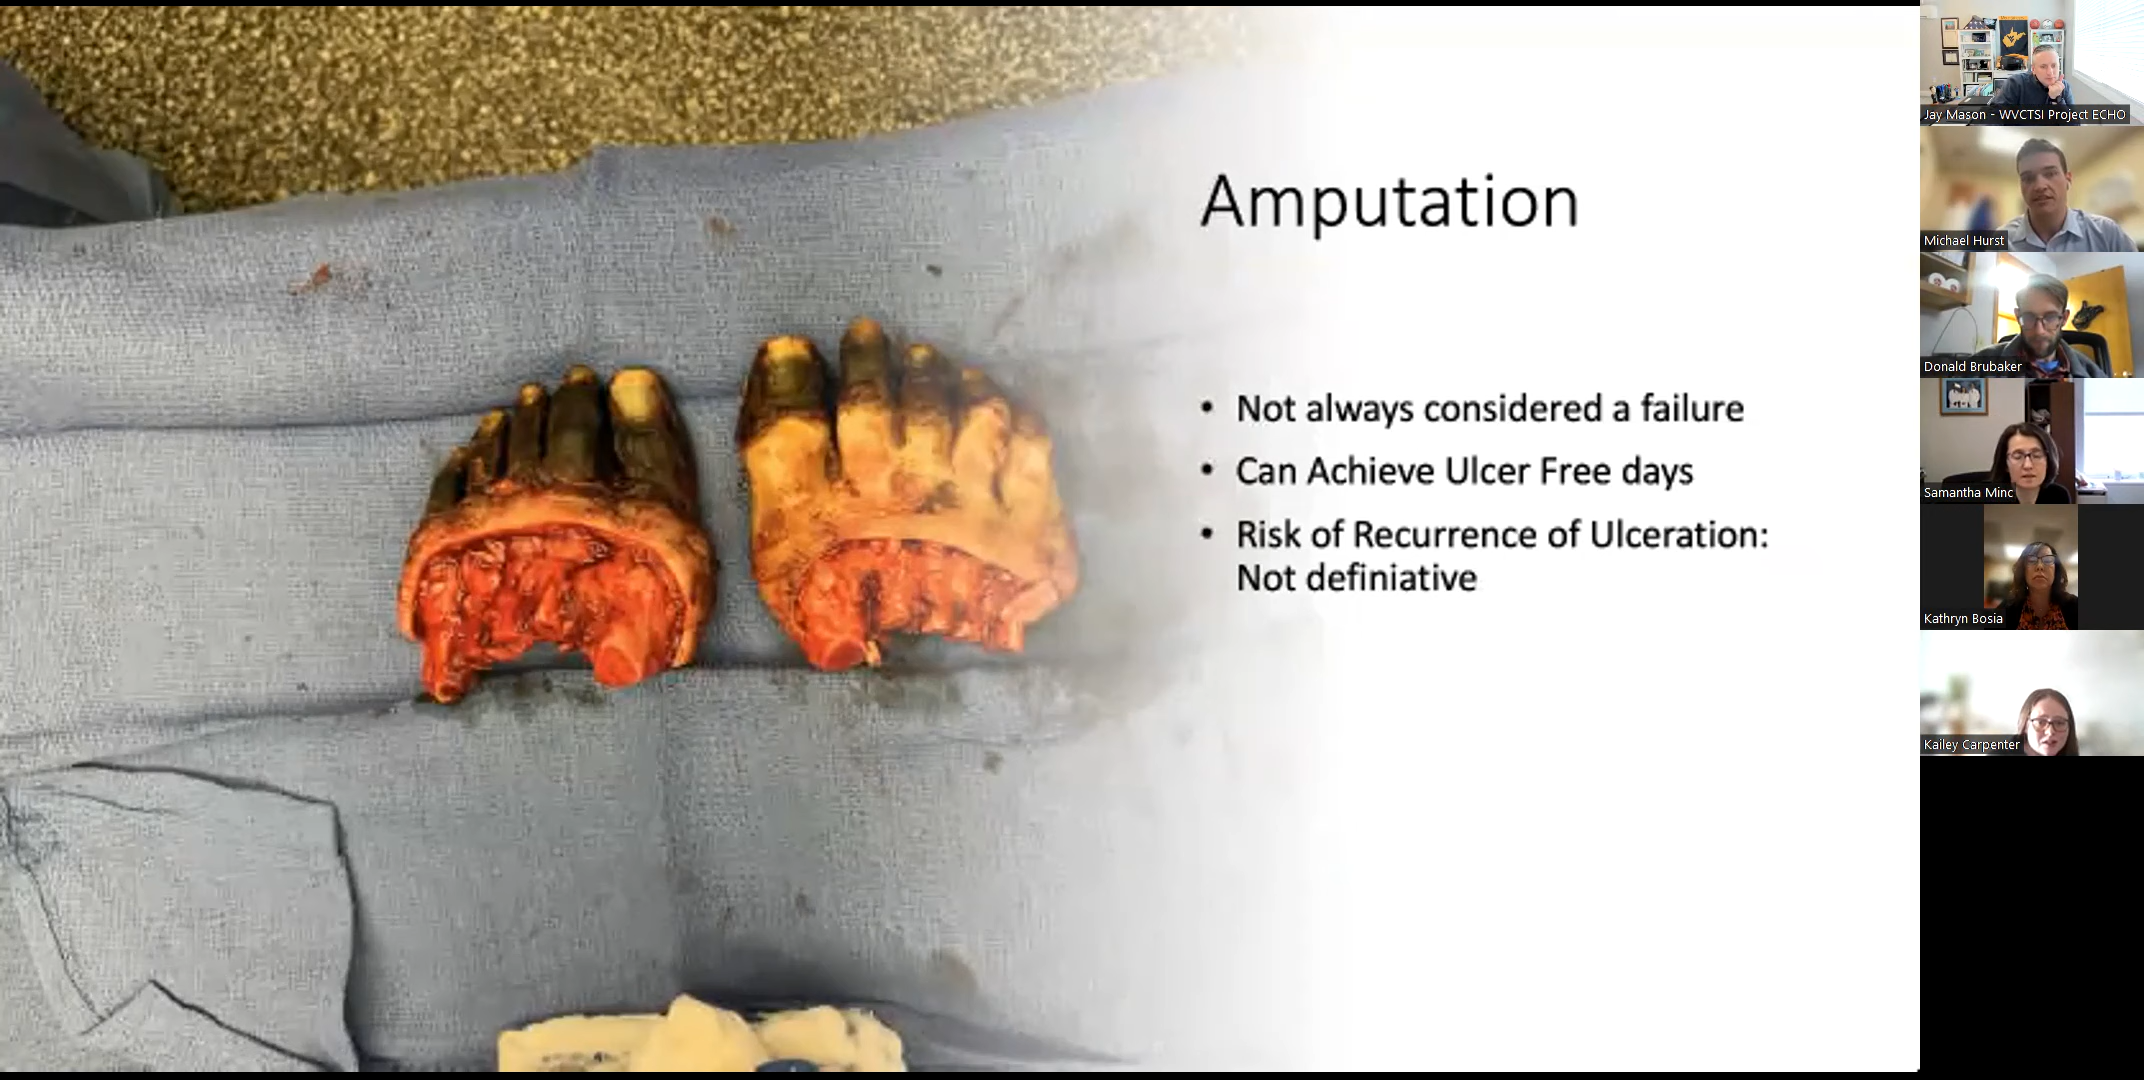 Amputation
• Not always considered a failure
• Can Achieve Ulcer Free days
• Risk of Recurrence of Ulceration:
Not definiative
Jay Mason - WVCTSI Project ECHO
Michael Hurst
Donald Brubaker
Samantha Minc
Kathryn Bosia
Kailey Carpenter